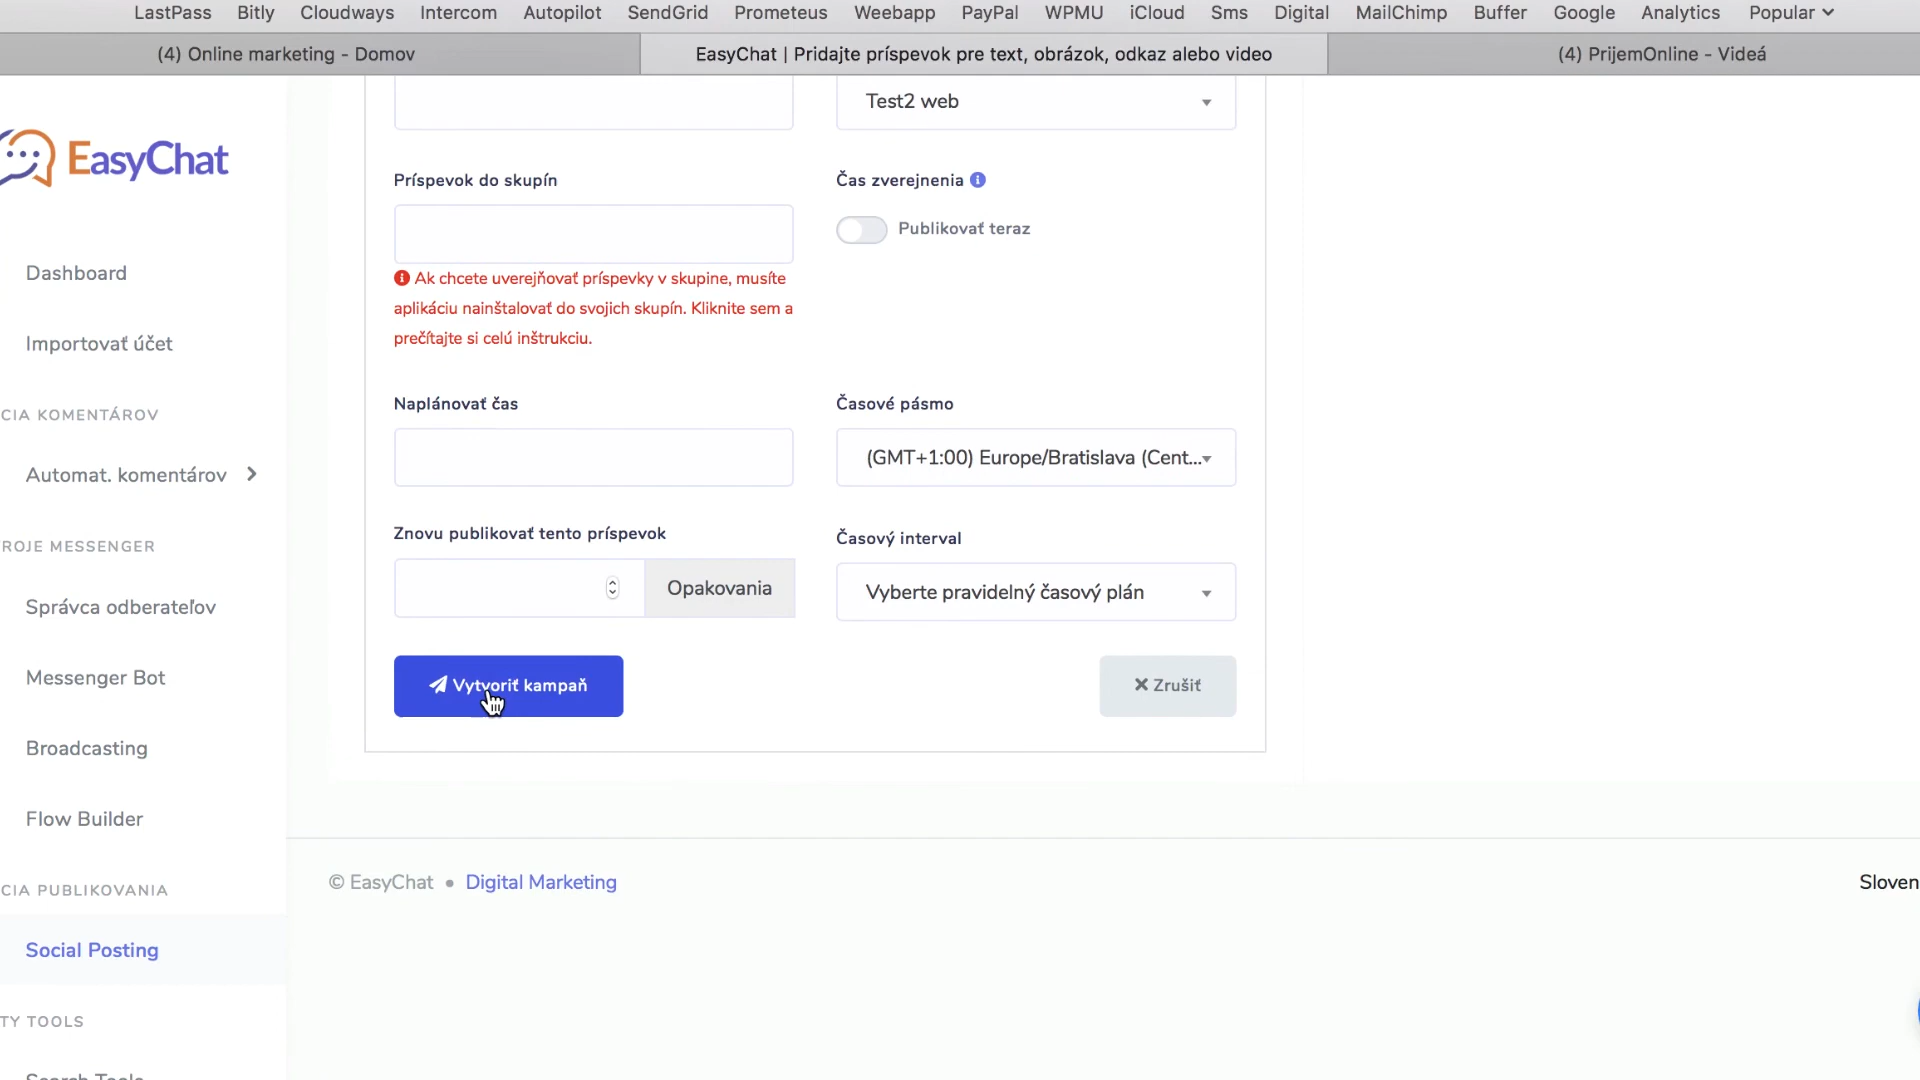 LastPass Bitly Cloudways Intercom Autopilot SendGrid Prometeus Weebapp PayPal WPMU iCloud Sms Digital MailChimp Buffer Google Analytics Popular
(4) Online marketing - Domov
EasyChat | Pridajte príspevok pre text, obrázok, odkaz alebo video
(4) PrijemOnline - Videá
EasyChat
Dashboard
Importovať účet
CIA KOMENTÁROV
Automat. komentárov
ROJE MESSENGER
Správca odberateľov
Messenger Bot
Broadcasting
Flow Builder
CIA PUBLIKOVANIA
Social Posting
TY TOOLS
Search Tools
Test2 web
Príspevok do skupín
Čas zverejnenia
Publikovať teraz
Ak chcete uverejňovať príspevky v skupine, musíte
aplikáciu nainštalovať do svojich skupín. Kliknite sem a
prečítajte si celú inštrukciu.
Naplánovať čas
Časové pásmo
(GMT+1:00) Europe/Bratislava (Cent...
Znovu publikovať tento príspevok
Časový interval
Opakovania
Vyberte pravidelný časový plán
Vytvoriť kampaň
Zrušiť
© EasyChat • Digital Marketing
Sloven